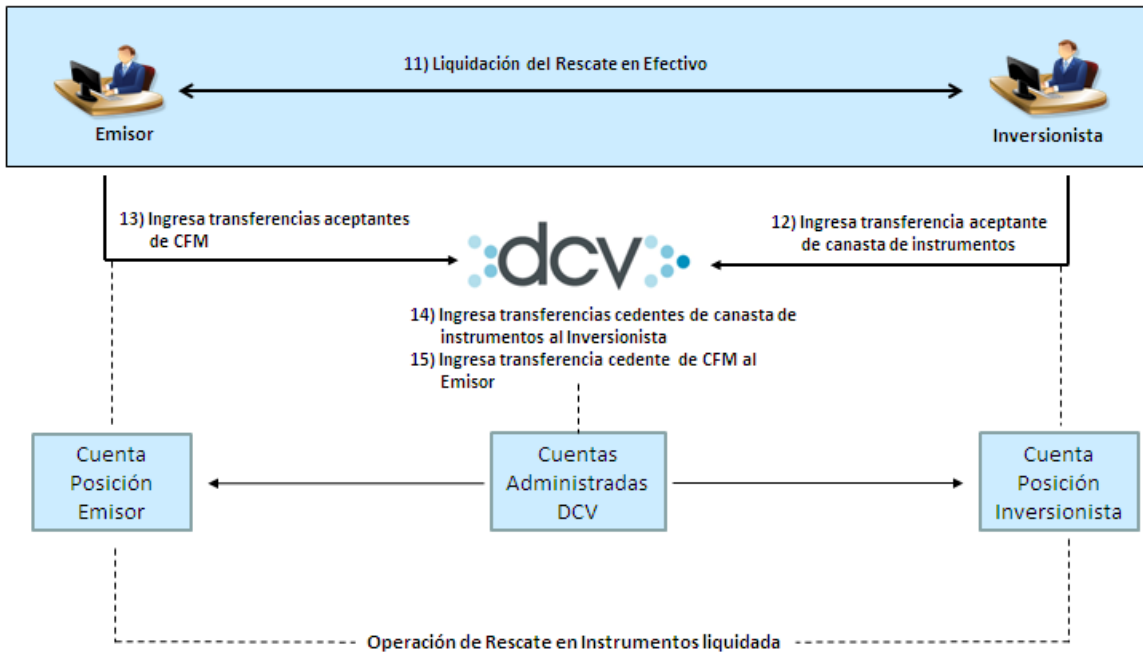 11) Liquidación del Rescate en Efectivo
Emisor
Inversionista
13) Ingresa transferencias aceptantes
de CFM
12) Ingresa transferencia aceptante
de canasta de instrumentos
dcv
14) Ingresa transferencias cedentes de canasta de
instrumentos al Inversionista
15) Ingresa transferencia cedente de CFM al
Emisor
Cuenta
Posición
Emisor
Cuentas
Administradas
DCV
Cuenta
Posición
Inversionista
Operación de Rescate en Instrumentos liquidada